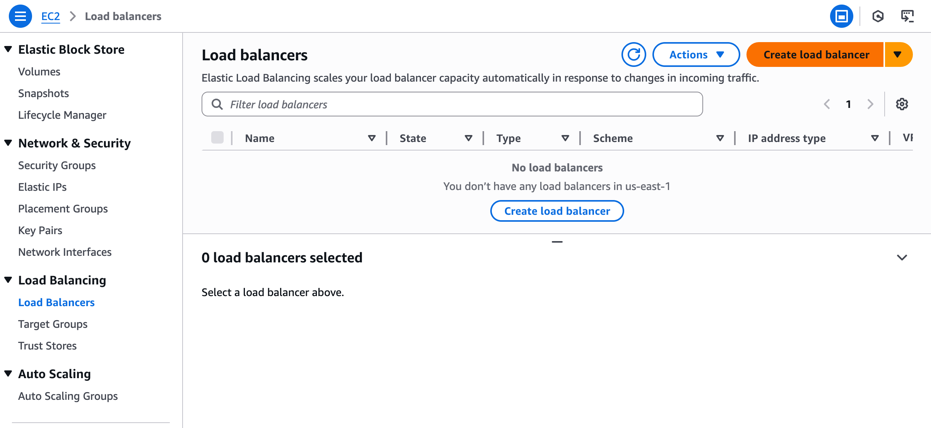 EC2 > Load balancers
Elastic Block Store
Volumes
Snapshots
Lifecycle Manager
Network & Security
Security Groups
Elastic IPs
Placement Groups
Key Pairs
Network Interfaces
Load Balancing
Load Balancers
Target Groups
Trust Stores
Auto Scaling
Auto Scaling Groups
Load balancers
Actions
Create load balancer
Elastic Load Balancing scales your load balancer capacity automatically in response to changes in incoming traffic.
Filter load balancers
1
Name State Type Scheme IP address type
No load balancers
You don't have any load balancers in us-east-1
Create load balancer
0 load balancers selected
Select a load balancer above.